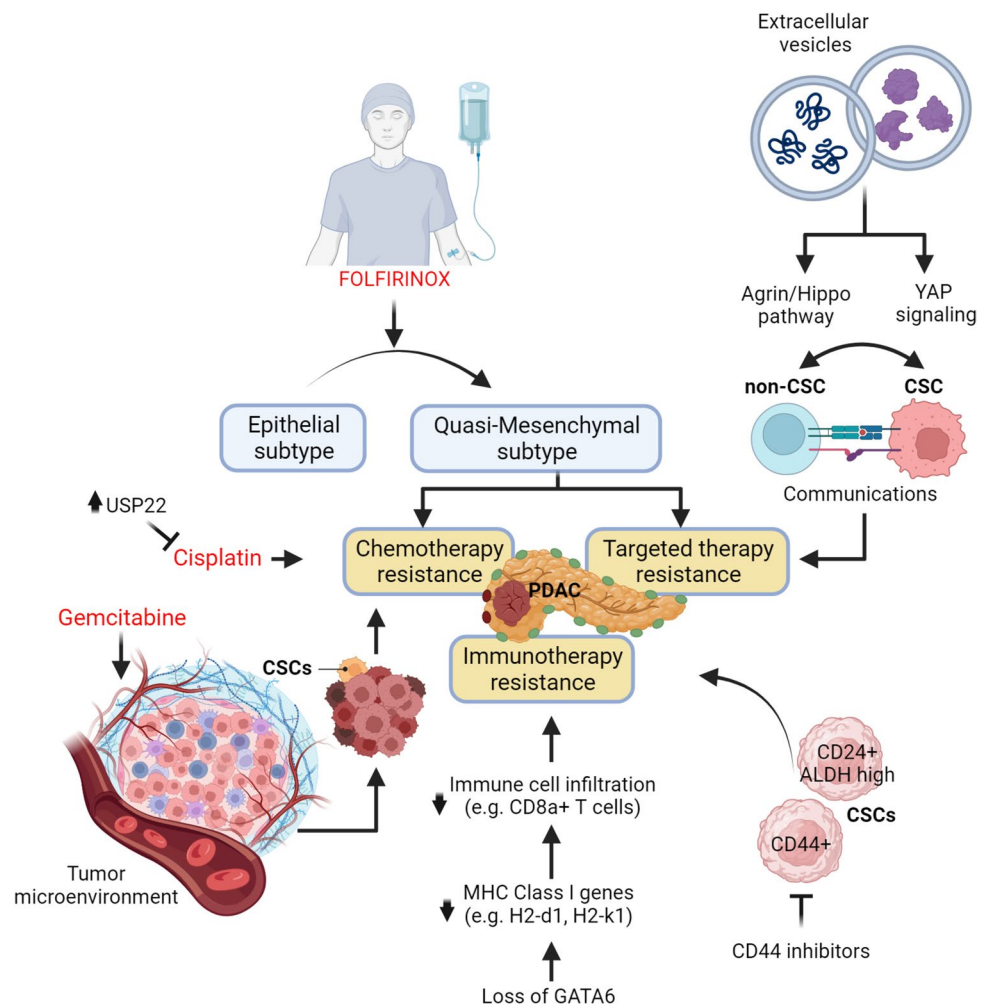 Extracellular
vesicles
FOLFIRINOX
Agrin/Hippo
pathway
YAP
signaling
non-CSC
CSC
Communications
Epithelial
subtype
Quasi-Mesenchymal
subtype
USP22
Cisplatin
Chemotherapy
resistance
Targeted therapy
resistance
PDAC
Immunotherapy
resistance
Gemcitabine
CSCs
Tumor
microenvironment
Immune cell infiltration
(e.g. CD8a+ T cells)
MHC Class I genes
(e.g. H2-d1, H2-k1)
Loss of GATA6
CD24+
ALDH high
CSCs
CD44+
CD44 inhibitors